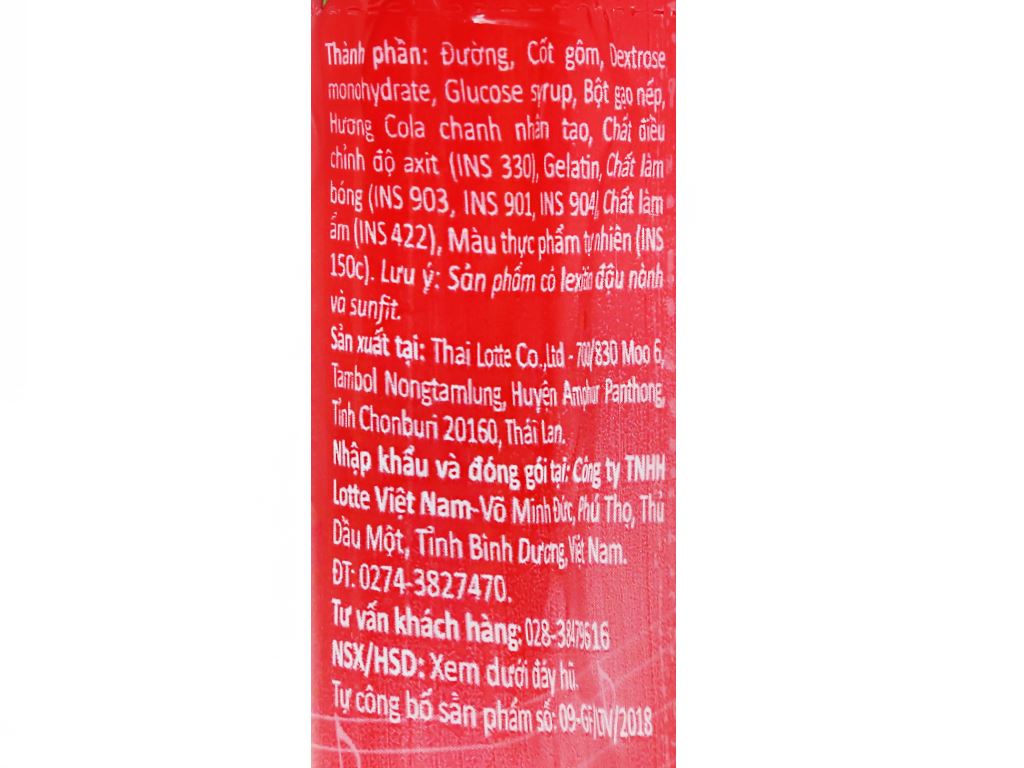 Thành phần: Đường, Cốt gôm, Dextrose
monohydrate, Glucose syrup, Bột gạo nếp,
Hương Cola chanh nhân tạo, Chất điều
chỉnh độ axit (INS 330), Gelatin, Chất làm
bóng (INS 903, INS 901, INS 904), Chất làm
ẩm (INS 422), Màu thực phẩm tự nhiên (INS
150c). Lưu ý: Sản phẩm có lexitin đậu nành
và sunfit.
Sản xuất tại: Thai Lotte Co.,Ltd - 700/830 Moo 6,
Tambol Nongtamlung, Huyện Amphur Panthong,
Tỉnh Chonburi 20160, Thái Lan.
Nhập khẩu và đóng gói tại: Công ty TNHH
Lotte Việt Nam-Võ Minh Đức, Phú Thọ, Thủ
Dầu Một, Tỉnh Bình Dương, Việt Nam.
ĐT: 0274-3827470.
Tư vấn khách hàng: 028-38479616
NSX/HSD: Xem dưới đáy hũ.
Tự công bố sản phẩm số: 09-GF/LOV/2018